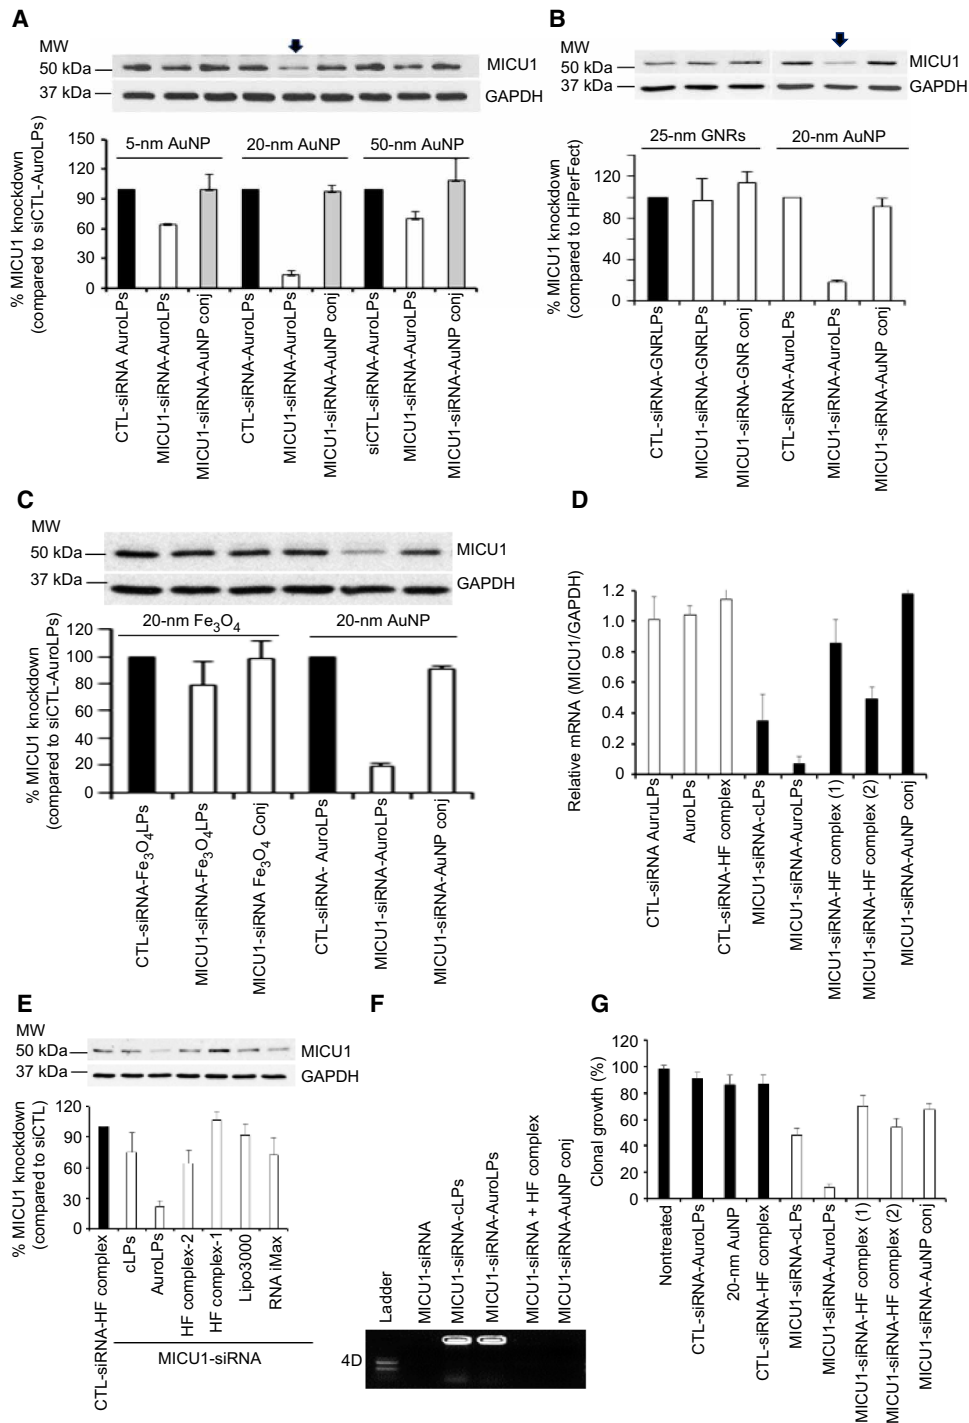 A
MW
50 kDa
37 kDa
MICU1
GAPDH
% MICU1 knockdown
(compared to siCTL-AuroLPs)
150
120
90
60
30
0
5-nm AuNP
20-nm AuNP
50-nm AuNP
CTL-siRNA AuroLPs
MICU1-siRNA-AuroLPs
MICU1-siRNA-AuNP conj
CTL-siRNA-AuroLPs
MICU1-siRNA-AuroLPs
MICU1-siRNA-AuNP conj
siCTL-siRNA-AuroLPs
MICU1-siRNA-AuroLPs
MICU1-siRNA-AuNP conj
B
MW
50 kDa
37 kDa
MICU1
GAPDH
% MICU1 knockdown
(compared to HiPerFect)
120
80
40
0
25-nm GNRs
20-nm AuNP
CTL-siRNA-GNRLPs
MICU1-siRNA-GNRLPs
MICU1-siRNA-GNR conj
CTL-siRNA-AuroLPs
MICU1-siRNA-AuroLPs
MICU1-siRNA-AuNP conj
C
MW
50 kDa
37 kDa
MICU1
GAPDH
% MICU1 knockdown
(compared to siCTL-AuroLPs)
120
100
80
60
40
20
0
20-nm Fe3O4
20-nm AuNP
CTL-siRNA-Fe3O4LPs
MICU1-siRNA-Fe3O4LPs
MICU1-siRNA Fe3O4 Conj
CTL-siRNA- AuroLPs
MICU1-siRNA-AuroLPs
MICU1-siRNA-AuNP conj
D
Relative mRNA (MICU1/GAPDH)
1.2
1.0
0.8
0.6
0.4
0.2
0
CTL-siRNA AuruLPs
AuroLPs
CTL-siRNA-HF complex
MICU1-siRNA-cLPs
MICU1-siRNA-AuroLPs
MICU1-siRNA-HF complex (1)
MICU1-siRNA-HF complex (2)
MICU1-siRNA-AuNP conj
E
MW
50 kDa
37 kDa
MICU1
GAPDH
% MICU1 knockdown
(compared to siCTL)
120
90
60
30
0
CTL-siRNA-HF complex
cLPs
AuroLPs
HF complex-2
HF complex-1
Lipo3000
RNA iMax
MICU1-siRNA
F
Ladder
MICU1-siRNA
MICU1-siRNA-cLPs
MICU1-siRNA-AuroLPs
MICU1-siRNA + HF complex
MICU1-siRNA-AuNP conj
4D
G
Clonal growth (%)
120
100
80
60
40
20
0
Nontreated
CTL-siRNA-AuroLPs
20-nm AuNP
CTL-siRNA-HF complex
MICU1-siRNA-cLPs
MICU1-siRNA-AuroLPs
MICU1-siRNA-HF complex (1)
MICU1-siRNA-HF complex (2)
MICU1-siRNA-AuNP conj